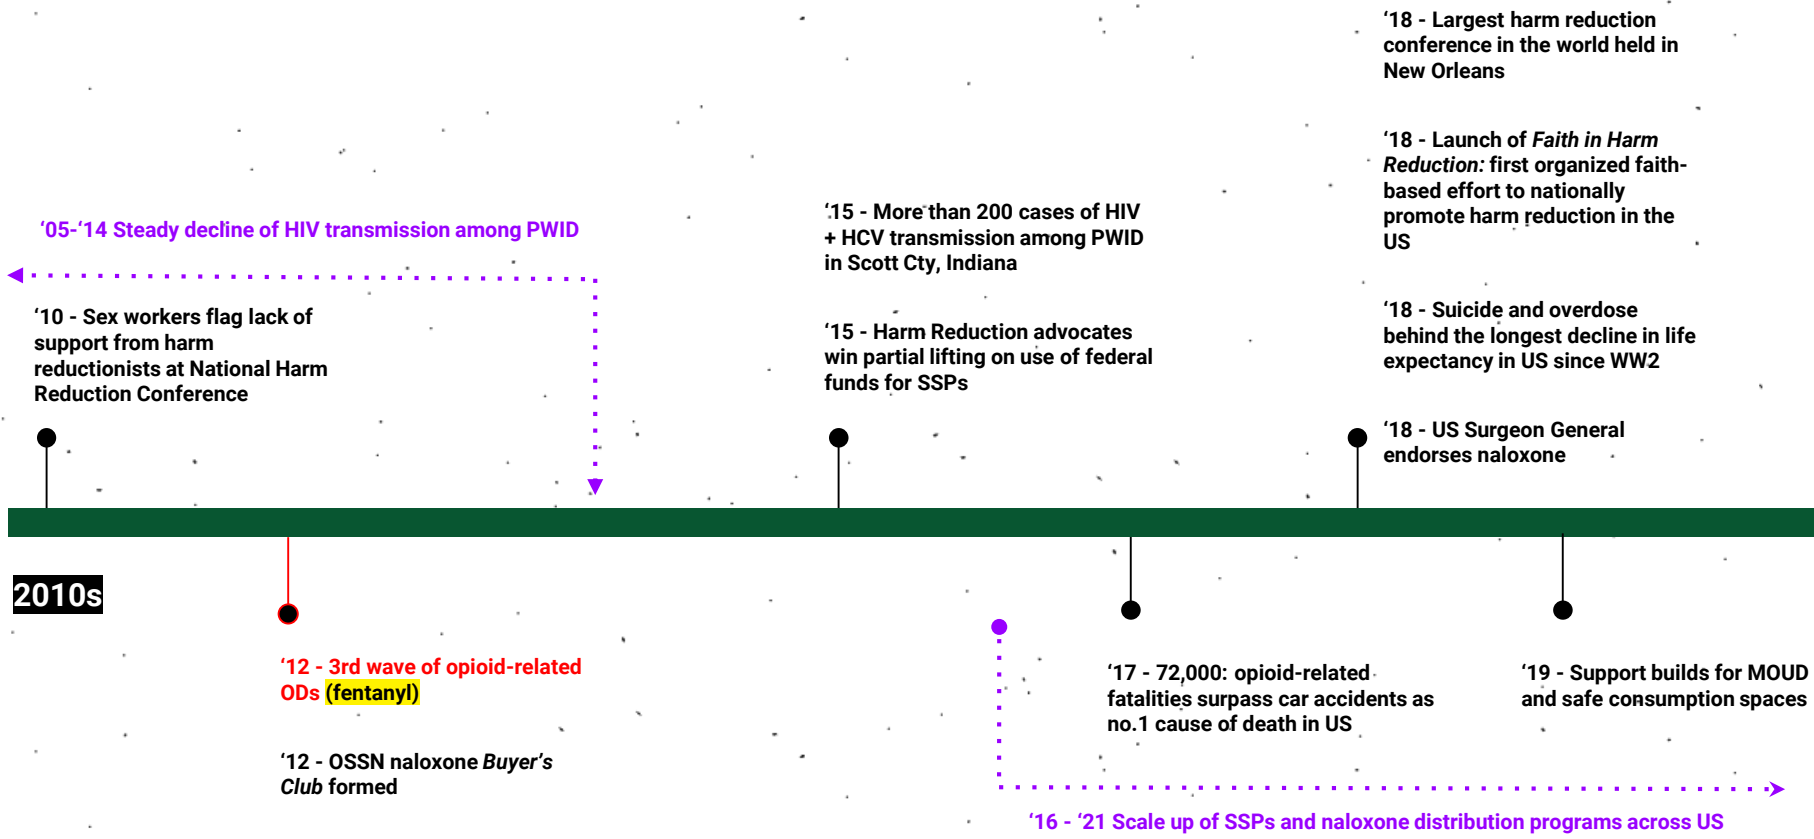 ‘05-‘14 Steady decline of HIV transmission among PWID
‘10 - Sex workers flag lack of
support from harm
reductionists at National Harm
Reduction Conference
‘15 - More than 200 cases of HIV
+ HCV transmission among PWID
in Scott Cty, Indiana
‘15 - Harm Reduction advocates
win partial lifting on use of federal
funds for SSPs
‘18 - Largest harm reduction
conference in the world held in
New Orleans
‘18 - Launch of Faith in Harm
Reduction: first organized faith-
based effort to nationally
promote harm reduction in the
US
‘18 - Suicide and overdose
behind the longest decline in life
expectancy in US since WW2
‘18 - US Surgeon General
endorses naloxone
2010s
‘12 - 3rd wave of opioid-related
ODs (fentanyl)
‘12 - OSSN naloxone Buyer’s
Club formed
‘17 - 72,000: opioid-related
fatalities surpass car accidents as
no.1 cause of death in US
‘19 - Support builds for MOUD
and safe consumption spaces
‘16 - ‘21 Scale up of SSPs and naloxone distribution programs across US